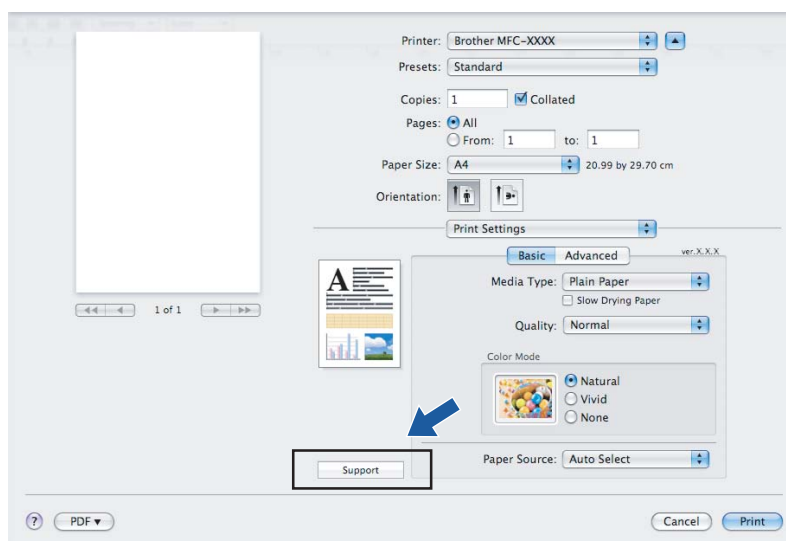 Printer: Brother MFC-XXXX
Presets: Standard
Copies: 1 Collated
Pages: All
From: 1 to: 1
Paper Size: A4 20.99 by 29.70 cm
Orientation:
Print Settings
Basic Advanced ver.X.X.X
A
Media Type: Plain Paper
Slow Drying Paper
1 of 1
Quality: Normal
Color Mode
Natural
Vivid
None
Paper Source: Auto Select
Support
? PDF▼ Cancel Print